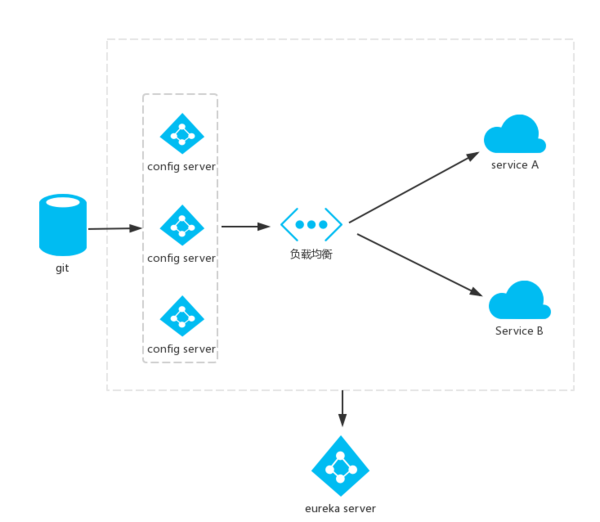 config server
service A
config server
负载均衡
git
Service B
config server
eureka server